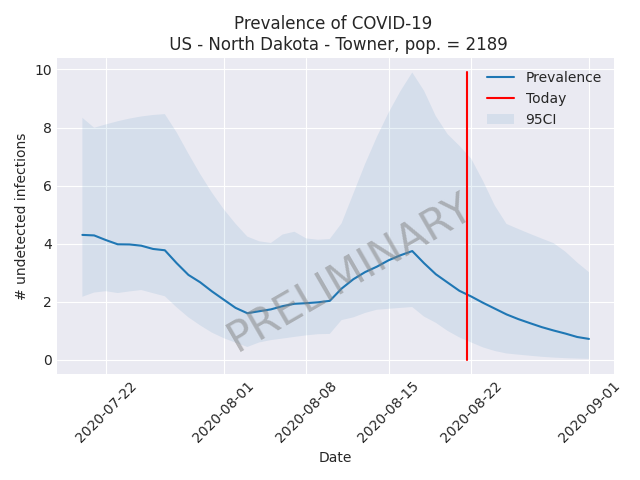 Prevalence of COVID-19
US - North Dakota - Towner, pop. = 2189
# undetected infections
10
8
6
4
2
0
Prevalence
Today
95CI
PRELIMINARY
2020-07-22
2020-08-01
2020-08-08
2020-08-15
2020-08-22
2020-09-01
Date